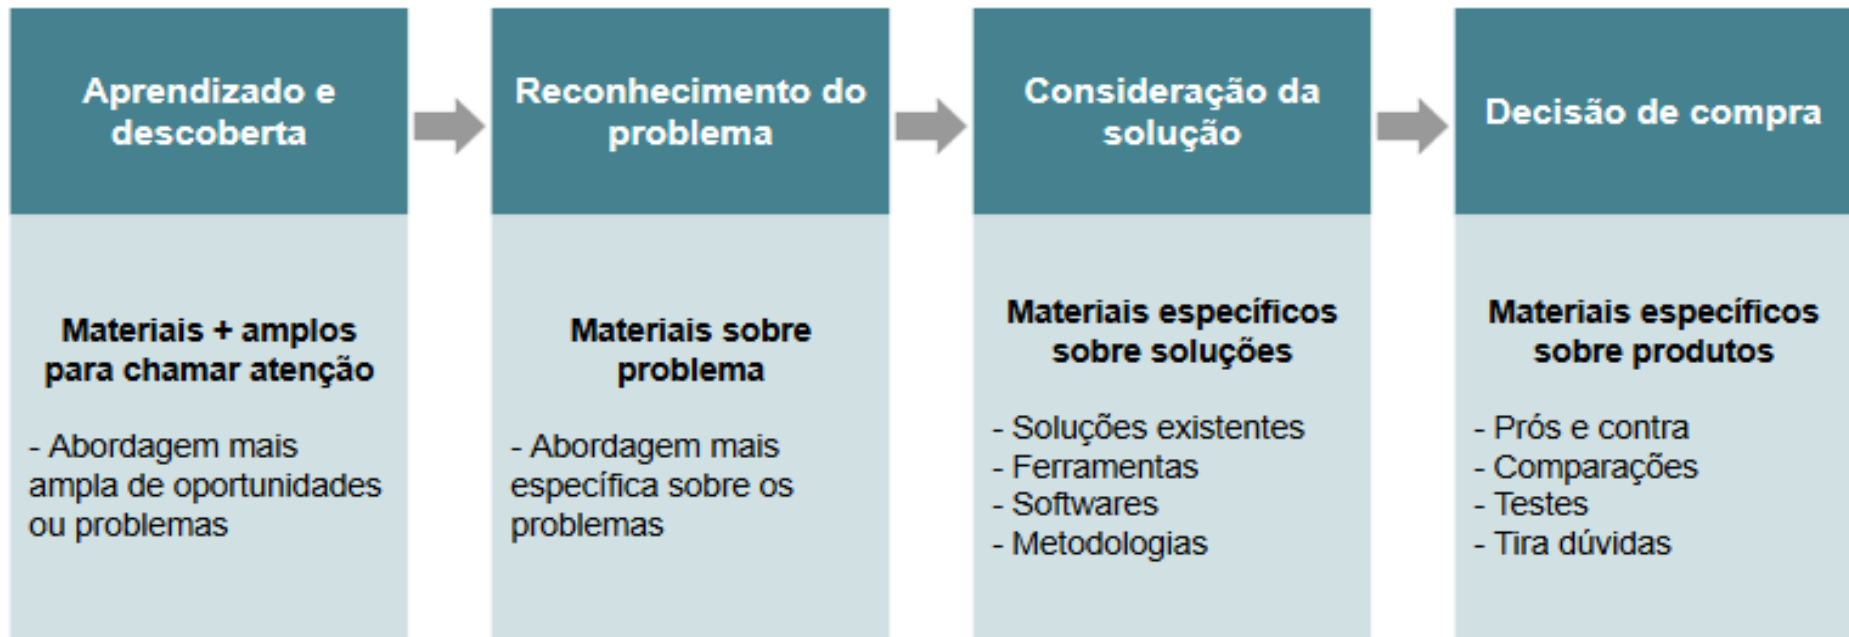 Aprendizado e
descoberta
Materiais + amplos
para chamar atenção
- Abordagem mais
ampla de oportunidades
ou problemas
Reconhecimento do
problema
Materiais sobre
problema
- Abordagem mais
específica sobre os
problemas
Consideração da
solução
Materiais específicos
sobre soluções
- Soluções existentes
- Ferramentas
- Softwares
- Metodologias
Decisão de compra
Materiais específicos
sobre produtos
- Prós e contra
- Comparações
- Testes
- Tira dúvidas